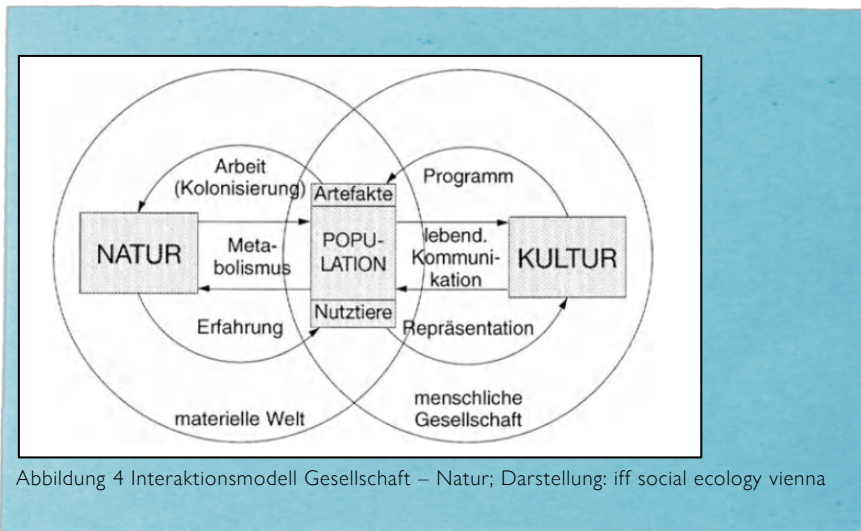 Arbeit
(Kolonisierung)
Programm
Artefakte
NATUR
Meta-
bolismus
POPU-
LATION
lebend.
Kommuni-
kation
KULTUR
Erfahrung
Nutztiere
Repräsentation
materielle Welt
menschliche
Gesellschaft
Abbildung 4 Interaktionsmodell Gesellschaft – Natur; Darstellung: iff social ecology vienna